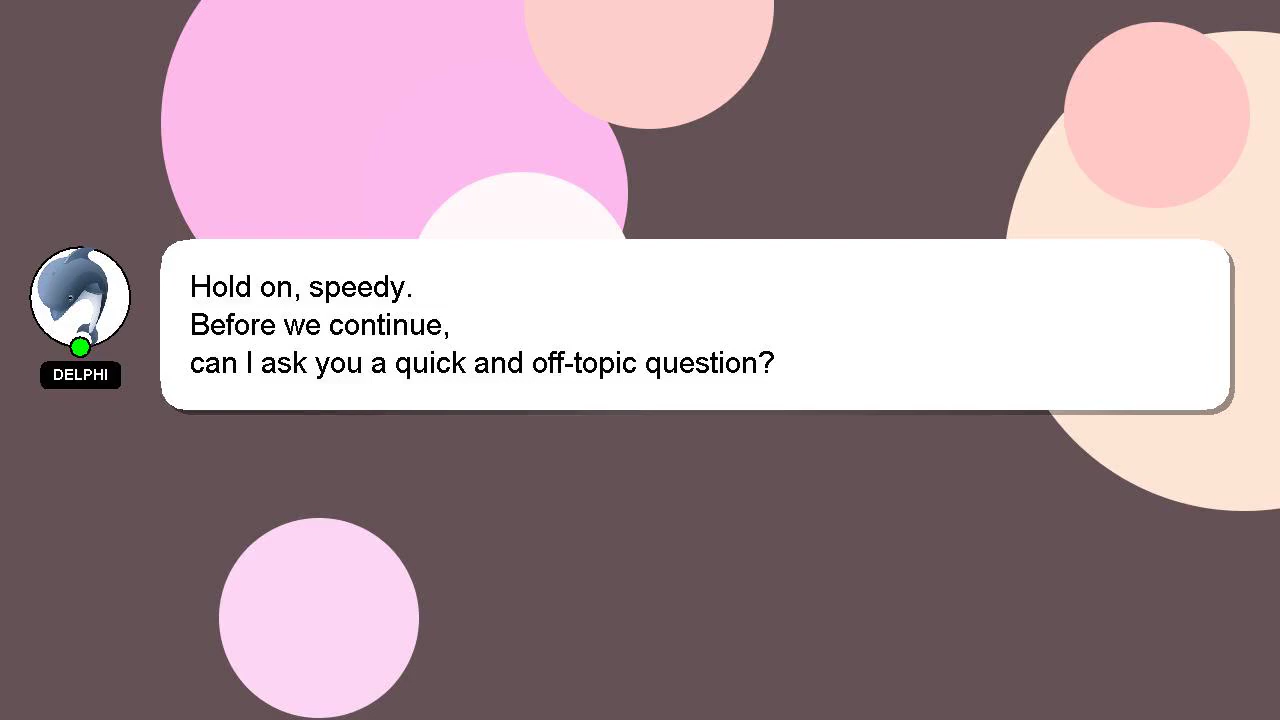 Hold on, speedy.
Before we continue,
can I ask you a quick and off-topic question?
DELPHI